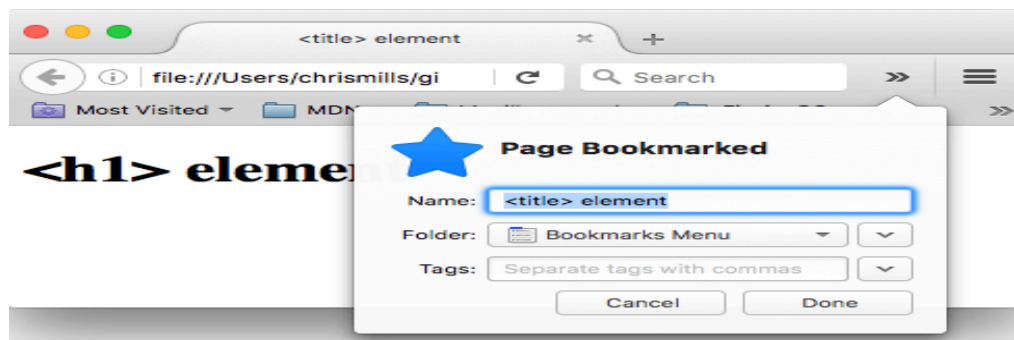 <title> element
file:///Users/chrismills/gi
Search
Most Visited
MDN
Page Bookmarked
<h1> element
Name: <title> element
Folder: Bookmarks Menu
Tags: Separate tags with commas
Cancel Done